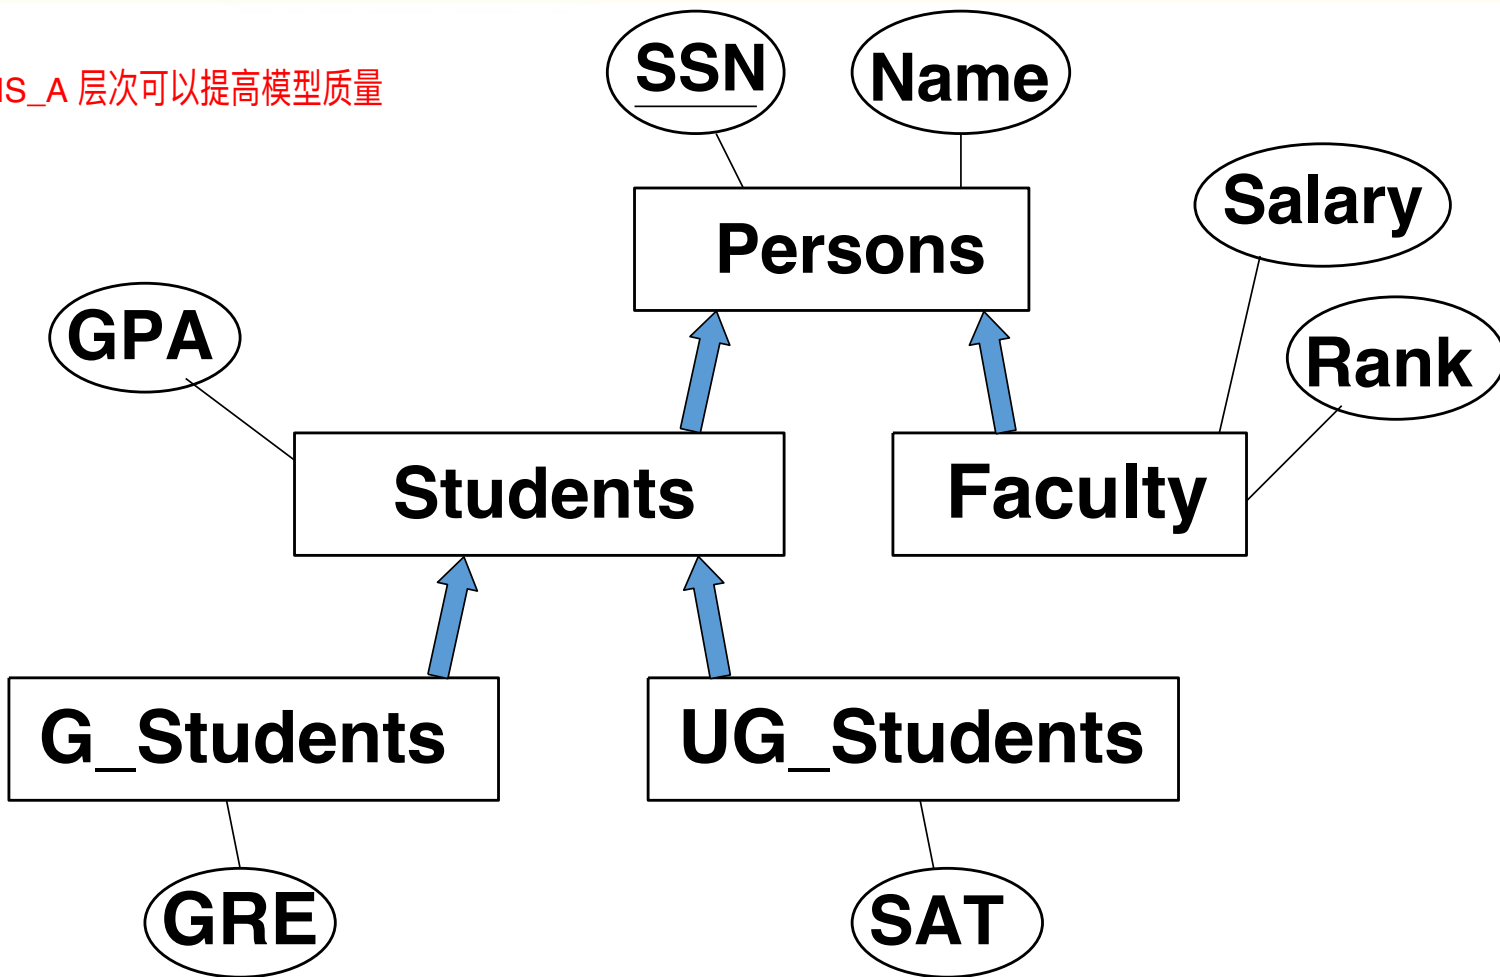 IS_A 层次可以提高模型质量
SSN
Name
Persons
Salary
GPA
Rank
Students
Faculty
G_Students
UG_Students
GRE
SAT